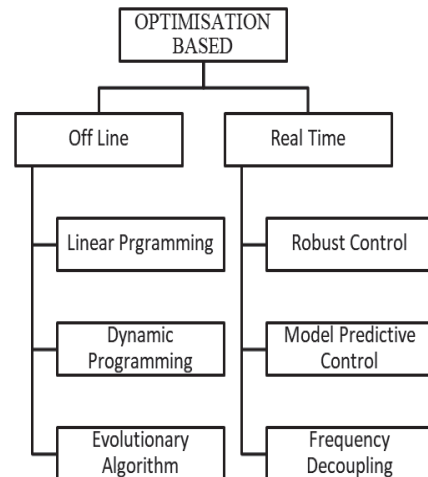 OPTIMISATION
BASED
Off Line
Real Time
Linear Prgramming
Robust Control
Dynamic
Programming
Model Predictive
Control
Evolutionary
Algorithm
Frequency
Decoupling